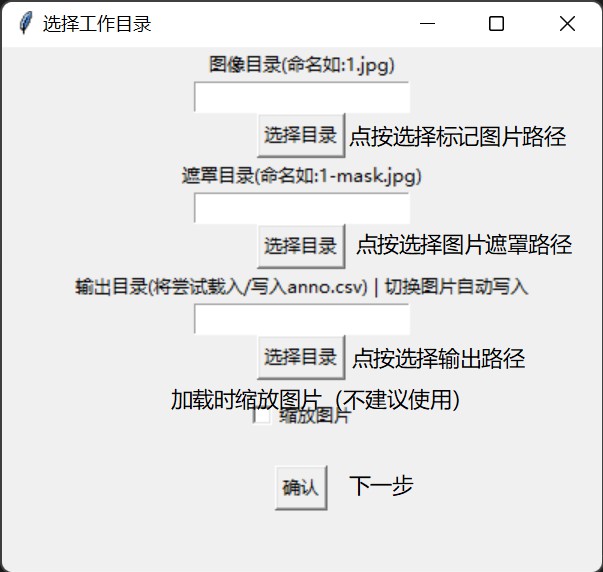 选择工作目录
图像目录(命名如:1.jpg)
选择目录 点按选择标记图片路径
遮罩目录(命名如:1-mask.jpg)
选择目录 点按选择图片遮罩路径
输出目录(将尝试载入/写入anno.csv) | 切换图片自动写入
选择目录 点按选择输出路径
加载时缩放图片（不建议使用）
缩放图片
确认 下一步